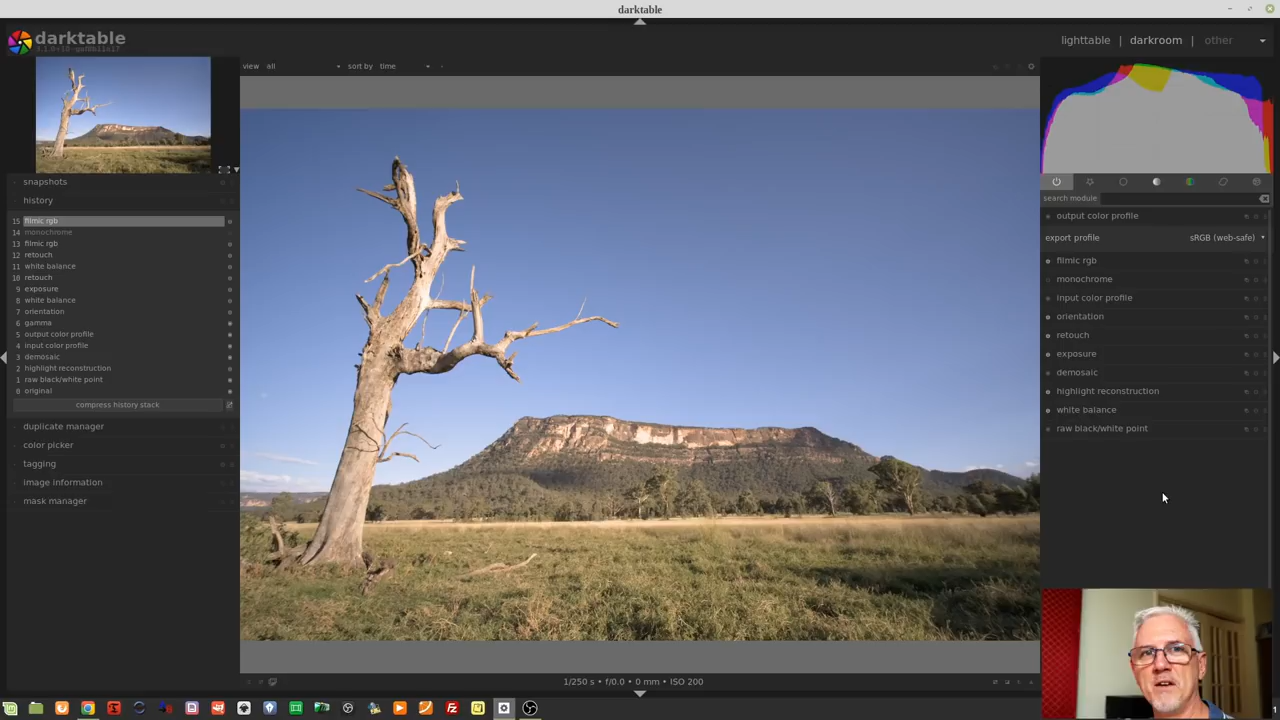 darktable
darktable
lighttable | darkroom | other
view all sort by time
snapshots
history
15 filmic rgb
14 monochrome
13 filmic rgb
12 retouch
11 white balance
10 retouch
9 exposure
8 white balance
7 orientation
6 gamma
5 output color profile
4 input color profile
3 demosaic
2 highlight reconstruction
1 raw black/white point
0 original
compress history stack
duplicate manager
color picker
tagging
image information
mask manager
search module
output color profile
export profile sRGB (web-safe)
filmic rgb
monochrome
input color profile
orientation
retouch
exposure
demosaic
highlight reconstruction
white balance
raw black/white point
1/250 s • f/0.0 • 0 mm • ISO 200